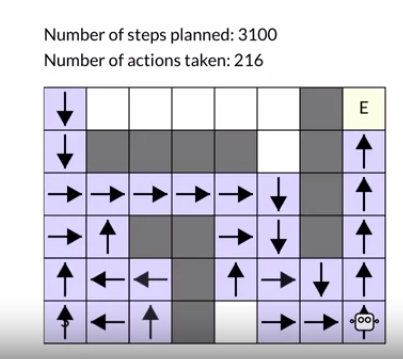 Number of steps planned: 3100
Number of actions taken: 216
E